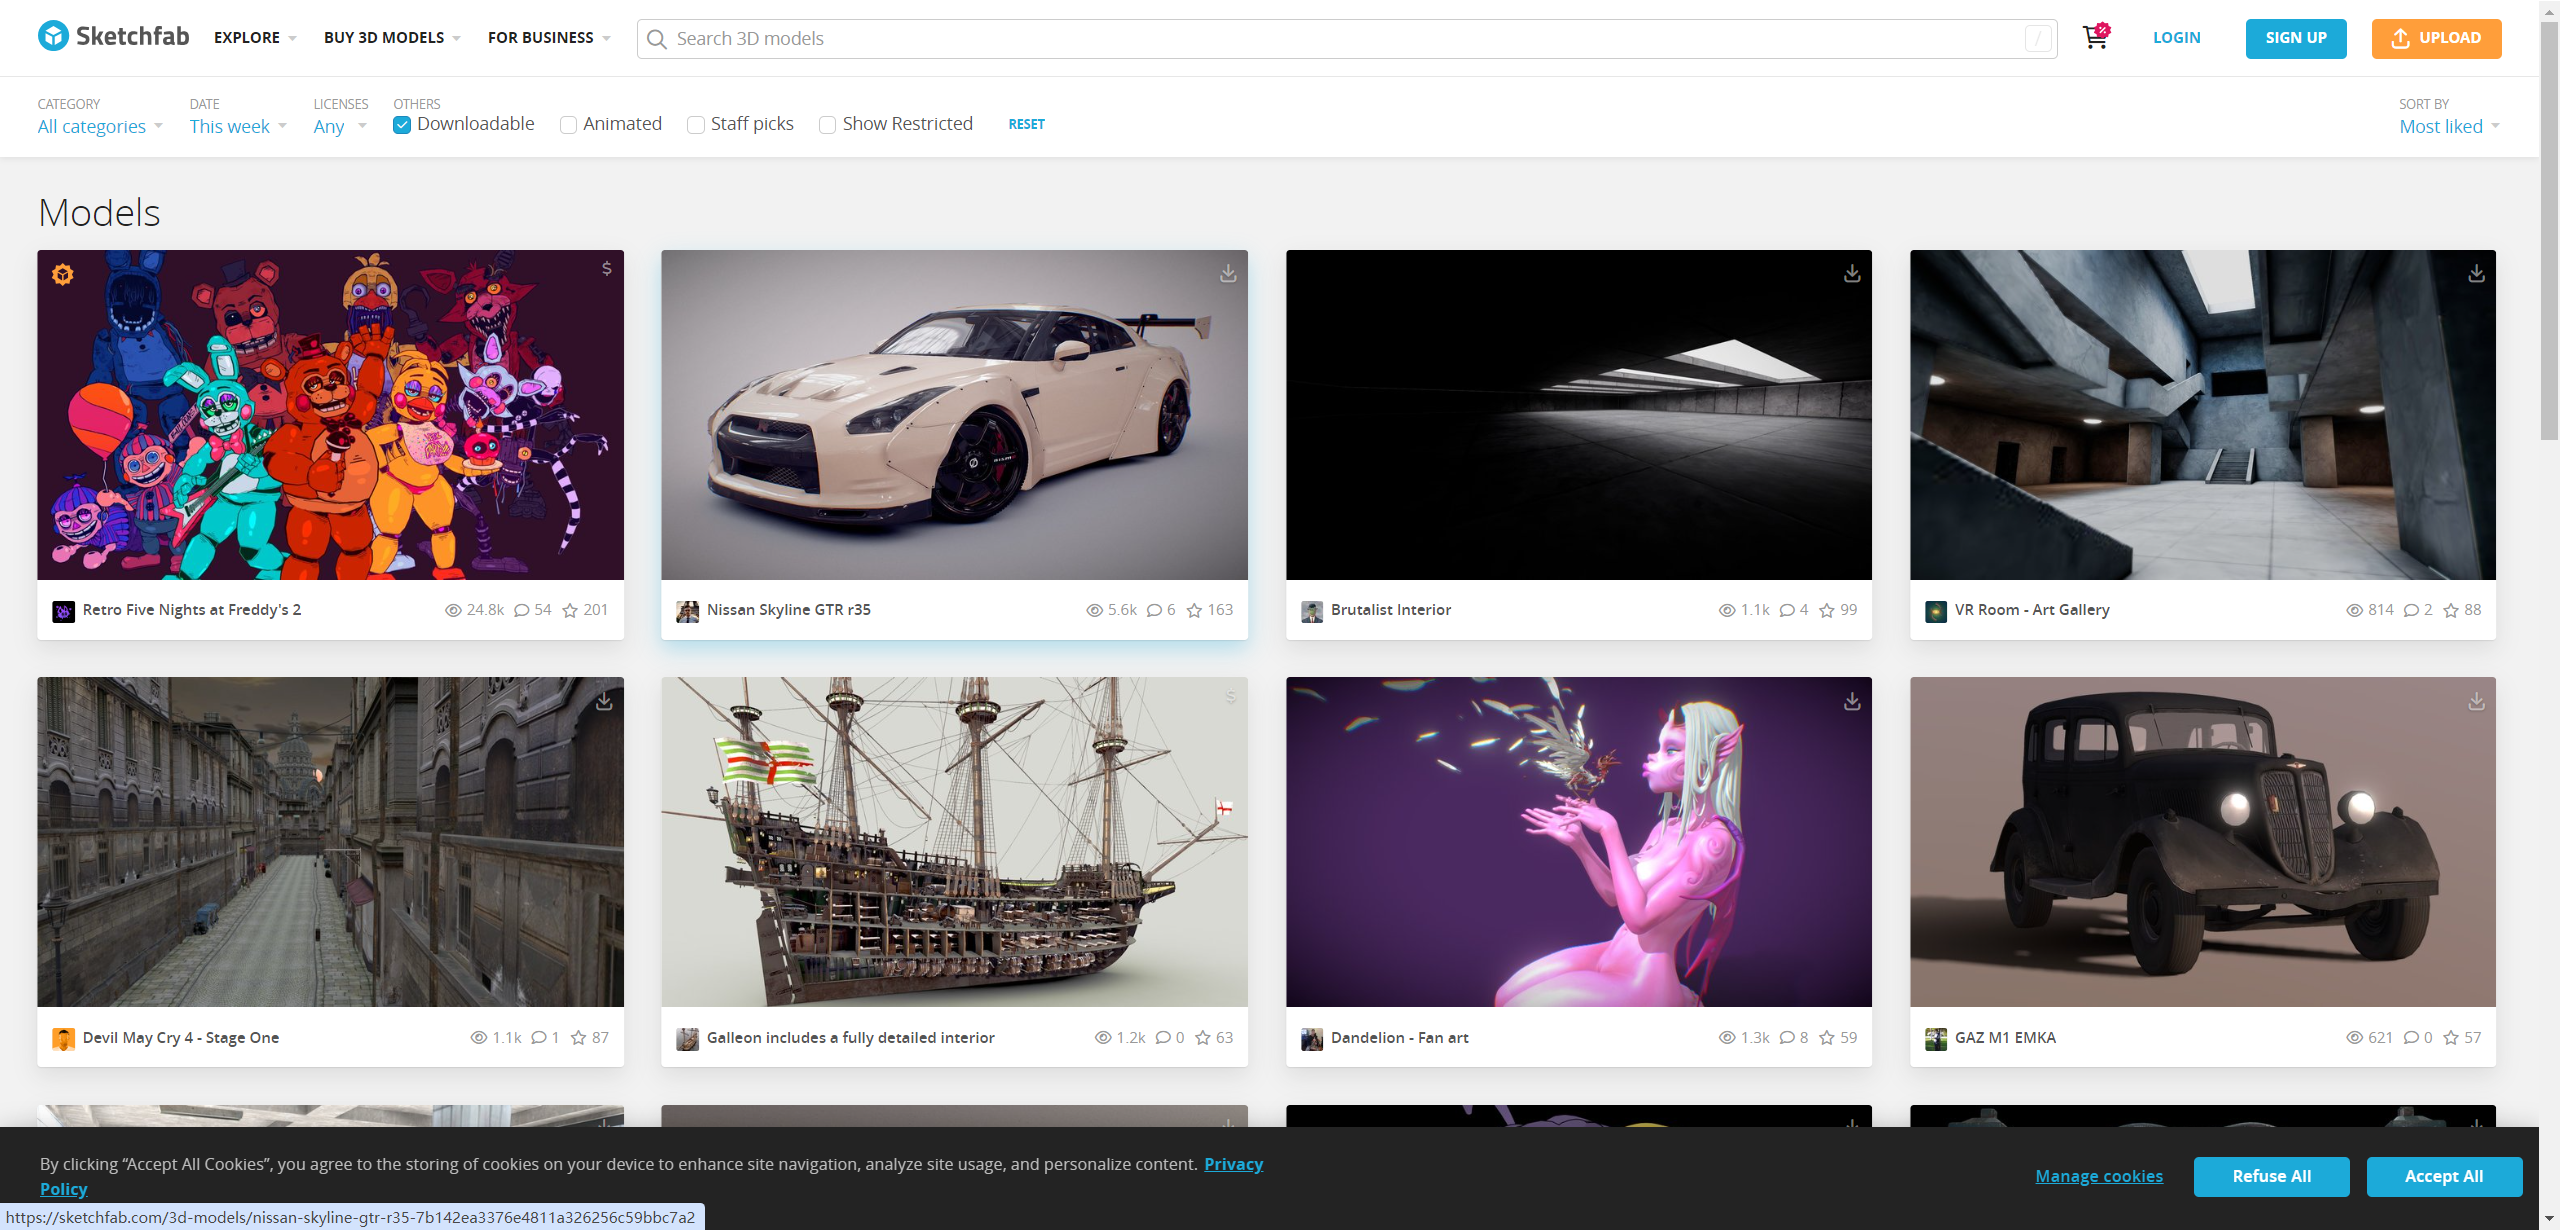 Sketchfab EXPLORE BUY 3D MODELS FOR BUSINESS Search 3D models / LOGIN SIGN UP UPLOAD
CATEGORY DATE LICENSES OTHERS SORT BY
All categories This week Any Downloadable Animated Staff picks Show Restricted RESET Most liked
Models
$
Retro Five Nights at Freddy's 2 24.8k 54 201
Nissan Skyline GTR r35 5.6k 6 163
Brutalist Interior 1.1k 4 99
VR Room - Art Gallery 814 2 88
$
Devil May Cry 4 - Stage One 1.1k 1 87
Galleon includes a fully detailed interior 1.2k 0 63
Dandelion - Fan art 1.3k 8 59
GAZ M1 EMKA 621 0 57
By clicking “Accept All Cookies”, you agree to the storing of cookies on your device to enhance site navigation, analyze site usage, and personalize content. Privacy
Policy
Manage cookies Refuse All Accept All
https://sketchfab.com/3d-models/nissan-skyline-gtr-r35-7b142ea3376e4811a326256c59bbc7a2